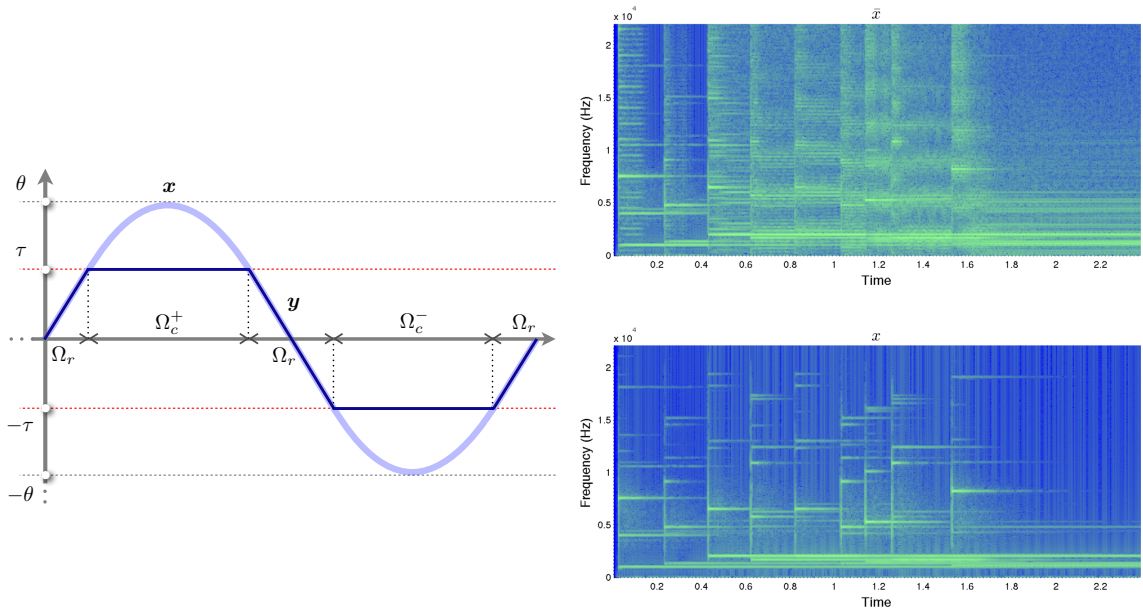 θ
x
τ
y
Ω_c^+
Ω_c^-
Ω_r
Ω_r
Ω_r
−τ
−θ
x̄
x 10^4
2
1.5
1
0.5
0
Frequency (Hz)
0.2 0.4 0.6 0.8 1 1.2 1.4 1.6 1.8 2 2.2
Time
x
x 10^4
2
1.5
1
0.5
0
Frequency (Hz)
0.2 0.4 0.6 0.8 1 1.2 1.4 1.6 1.8 2 2.2
Time